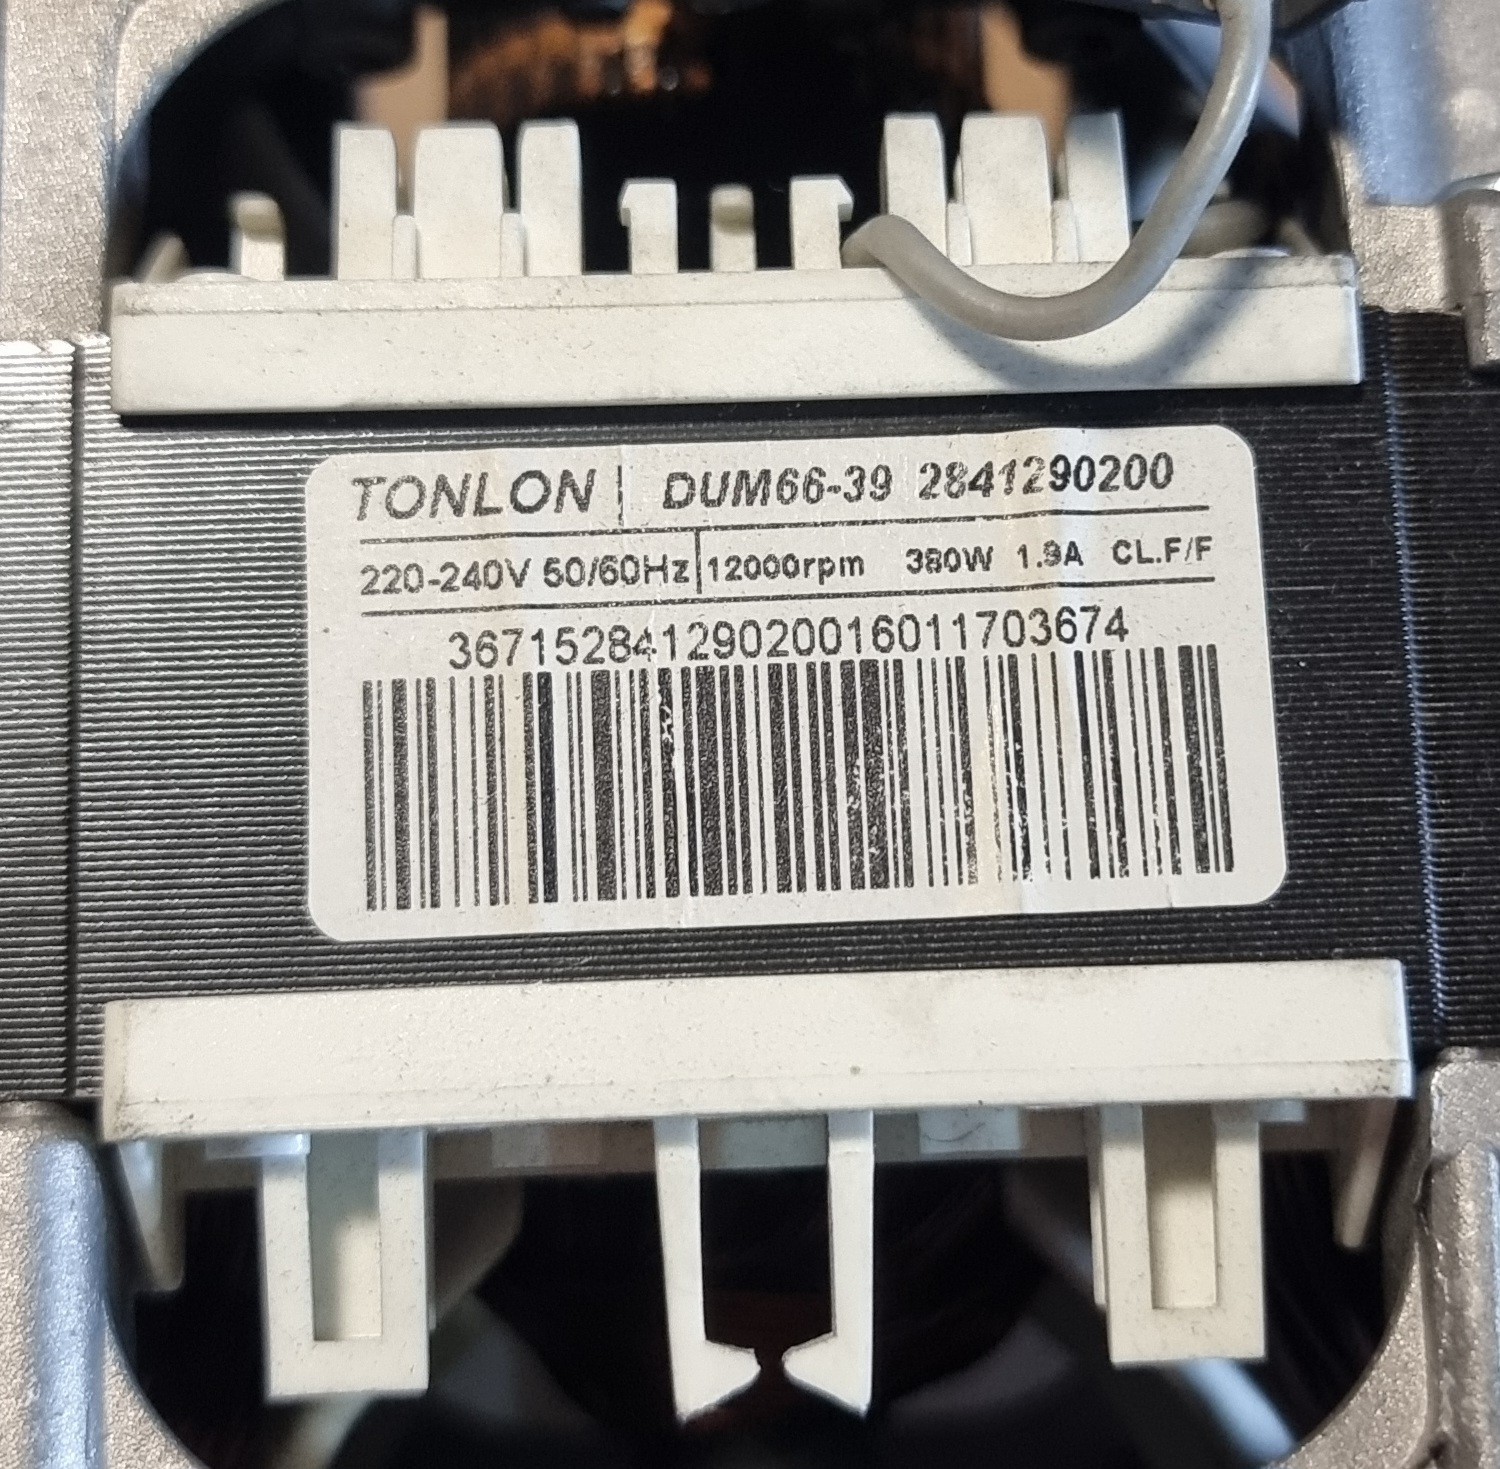 TONLON | DUM66-39 2841290200
220-240V 50/60Hz | 12000rpm 380W 1.9A CL.F/F
36715284129020016011703674